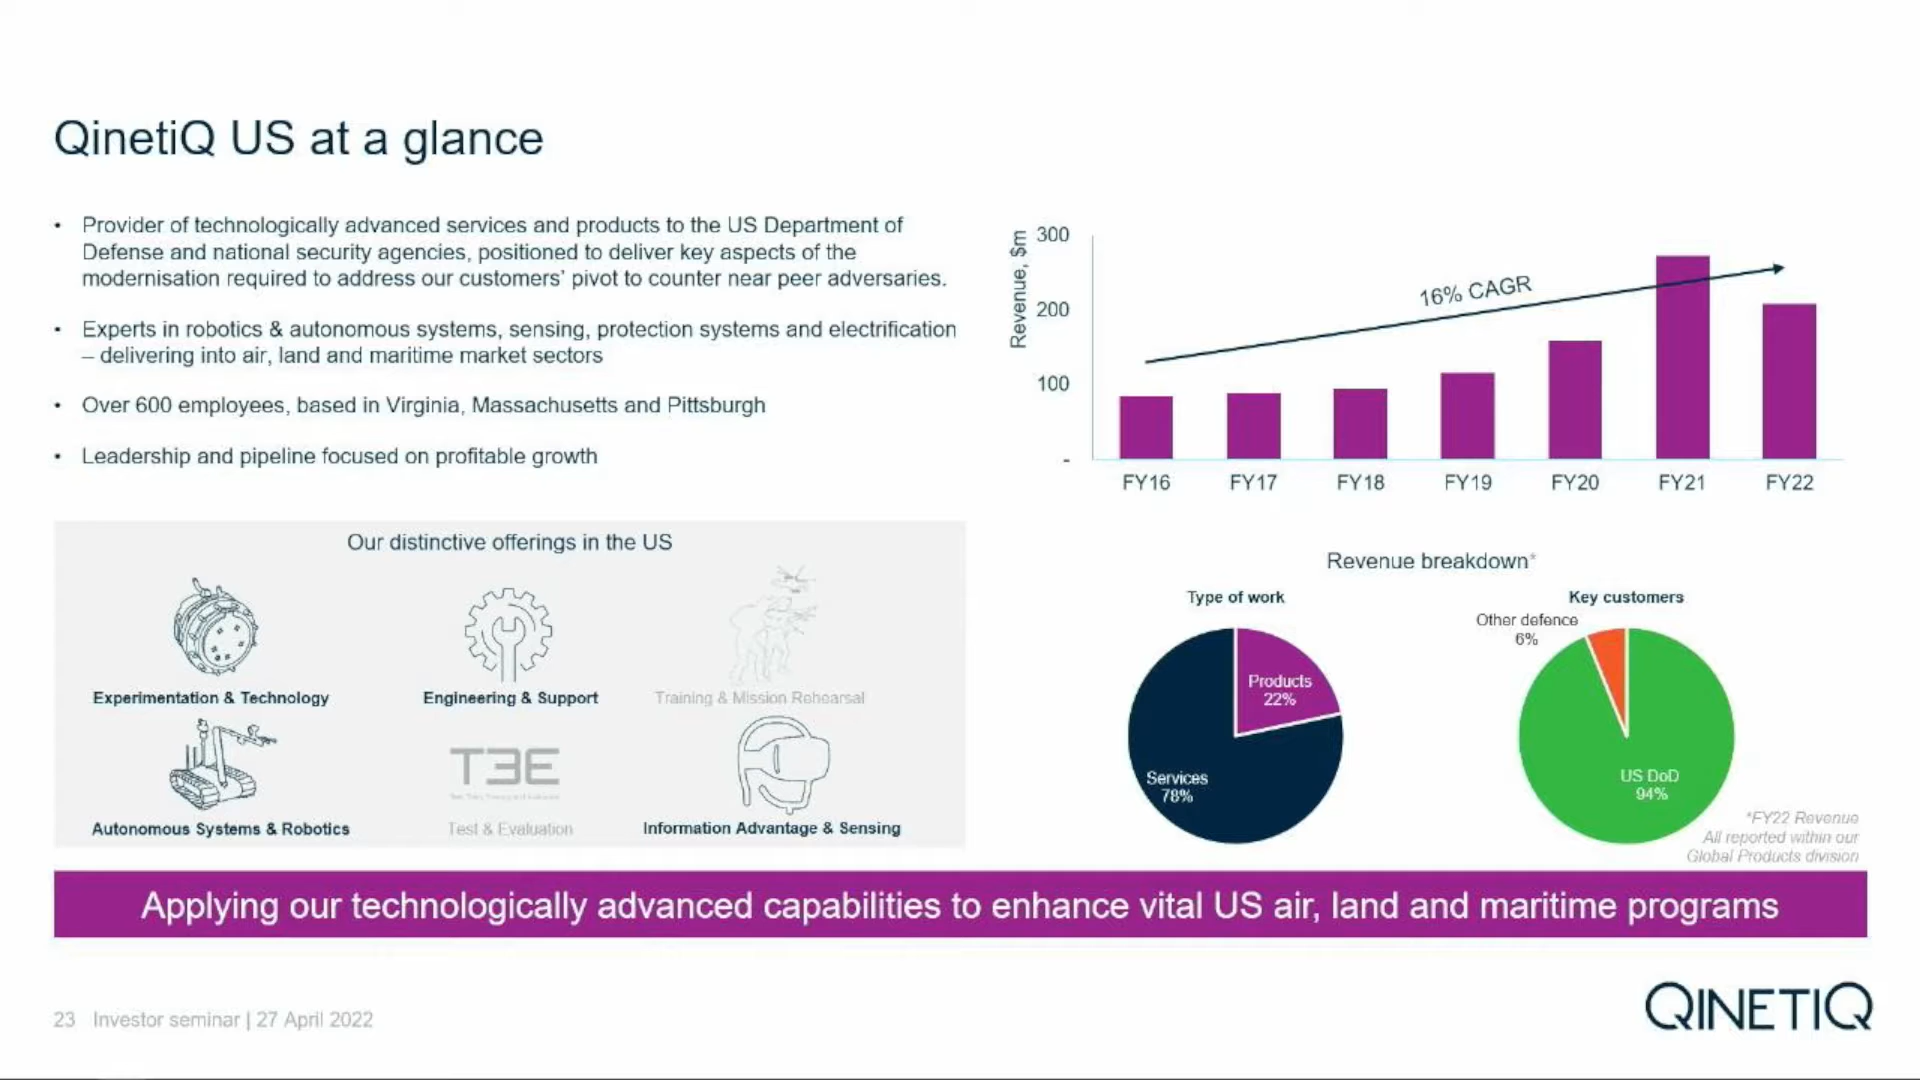 QinetiQ US at a glance
• Provider of technologically advanced services and products to the US Department of
Defense and national security agencies, positioned to deliver key aspects of the
modernisation required to address our customers' pivot to counter near peer adversaries.
• Experts in robotics & autonomous systems, sensing, protection systems and electrification
– delivering into air, land and maritime market sectors
• Over 600 employees, based in Virginia, Massachusetts and Pittsburgh
• Leadership and pipeline focused on profitable growth
Our distinctive offerings in the US
Experimentation & Technology
Engineering & Support
Training & Mission Rehearsal
Autonomous Systems & Robotics
T3E
Test & Evaluation
Information Advantage & Sensing
Revenue, $m
300
200
100
-
16% CAGR
FY16 FY17 FY18 FY19 FY20 FY21 FY22
Revenue breakdown*
Type of work
Products
22%
Services
78%
Key customers
Other defence
6%
US DoD
94%
*FY22 Revenue
All reported within our
Global Products division
Applying our technologically advanced capabilities to enhance vital US air, land and maritime programs
23 Investor seminar | 27 April 2022
QINETIQ